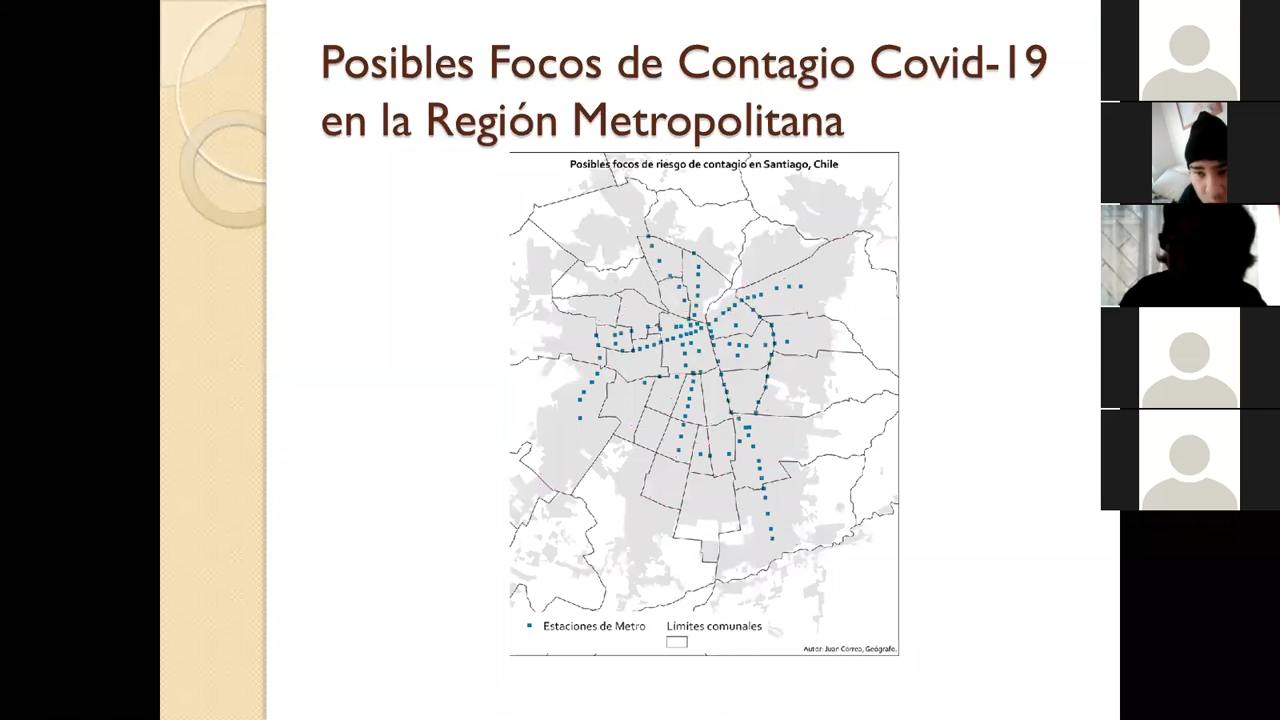 Posibles Focos de Contagio Covid-19
en la Región Metropolitana
Posibles focos de riesgo de contagio en Santiago, Chile
Estaciones de Metro
Límites comunales
Autor: Juan Correa, Geógrafo.